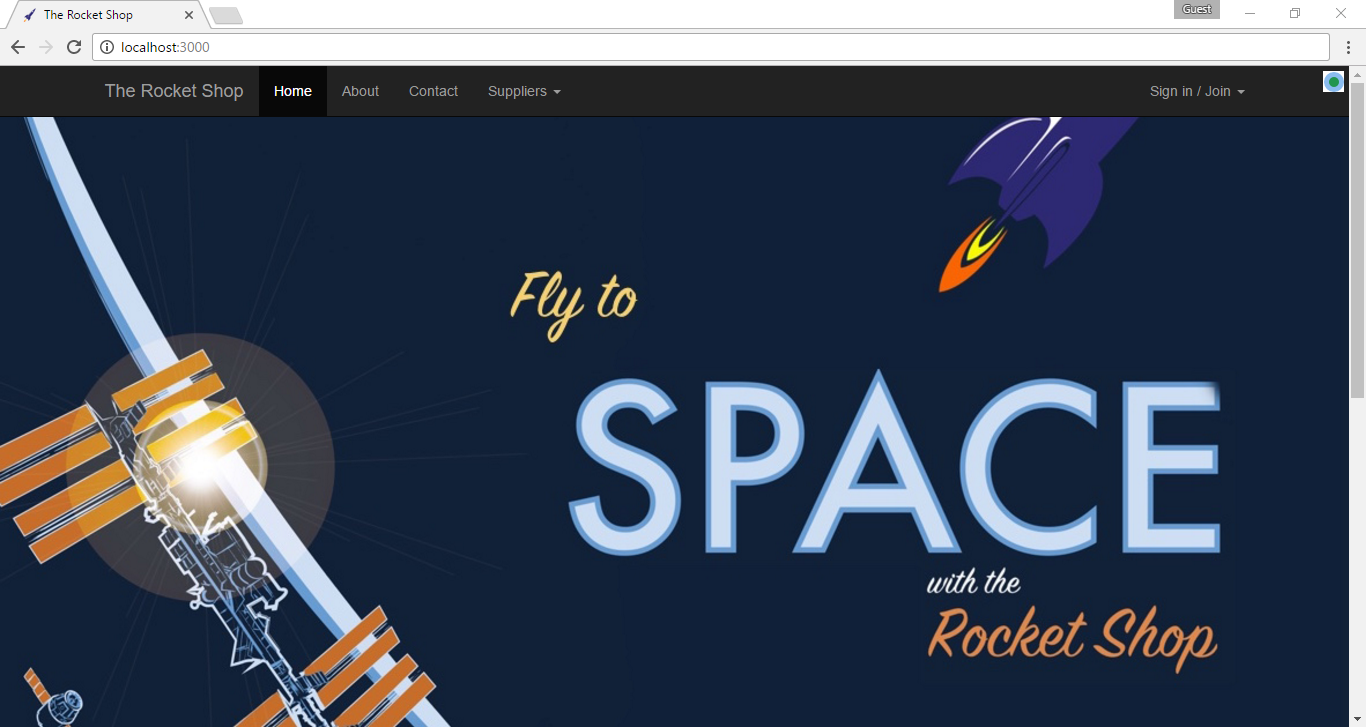 The Rocket Shop
Guest
localhost:3000
The Rocket Shop Home About Contact Suppliers Sign in / Join
Fly to
SPACE
with the
Rocket Shop